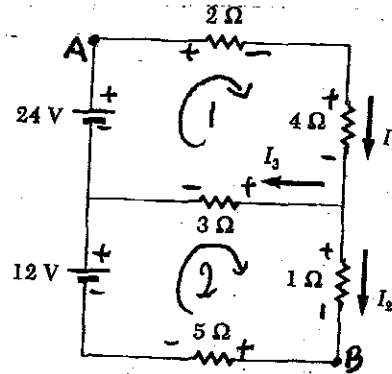 2 Ω
A + −
+ 1 +
24 V 4 Ω I
− −
I₃
− +
3 Ω
+ +
12 V 2 1 Ω
− I₂
−
5 Ω
− + B